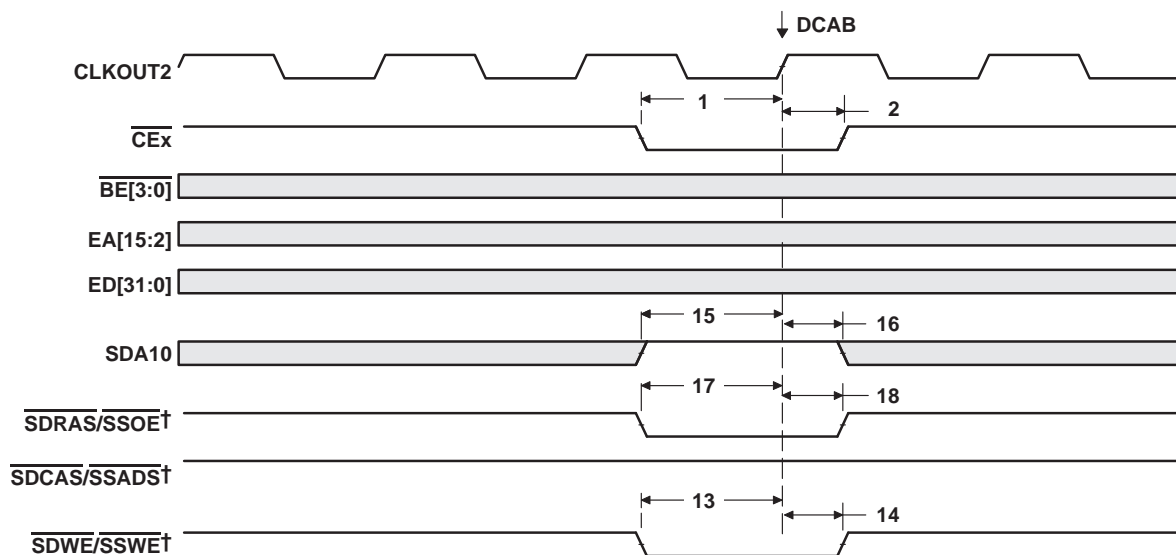 DCAB
CLKOUT2
1
2
CEx
BE[3:0]
EA[15:2]
ED[31:0]
15
16
SDA10
17
18
SDRAS/SSOE†
SDCAS/SSADS†
13
14
SDWE/SSWE†